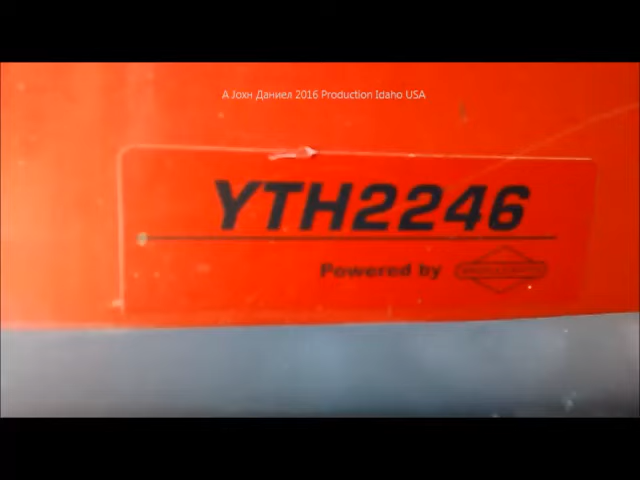 А Јохн Даниел 2016 Production Idaho USA
YTH2246
Powered by